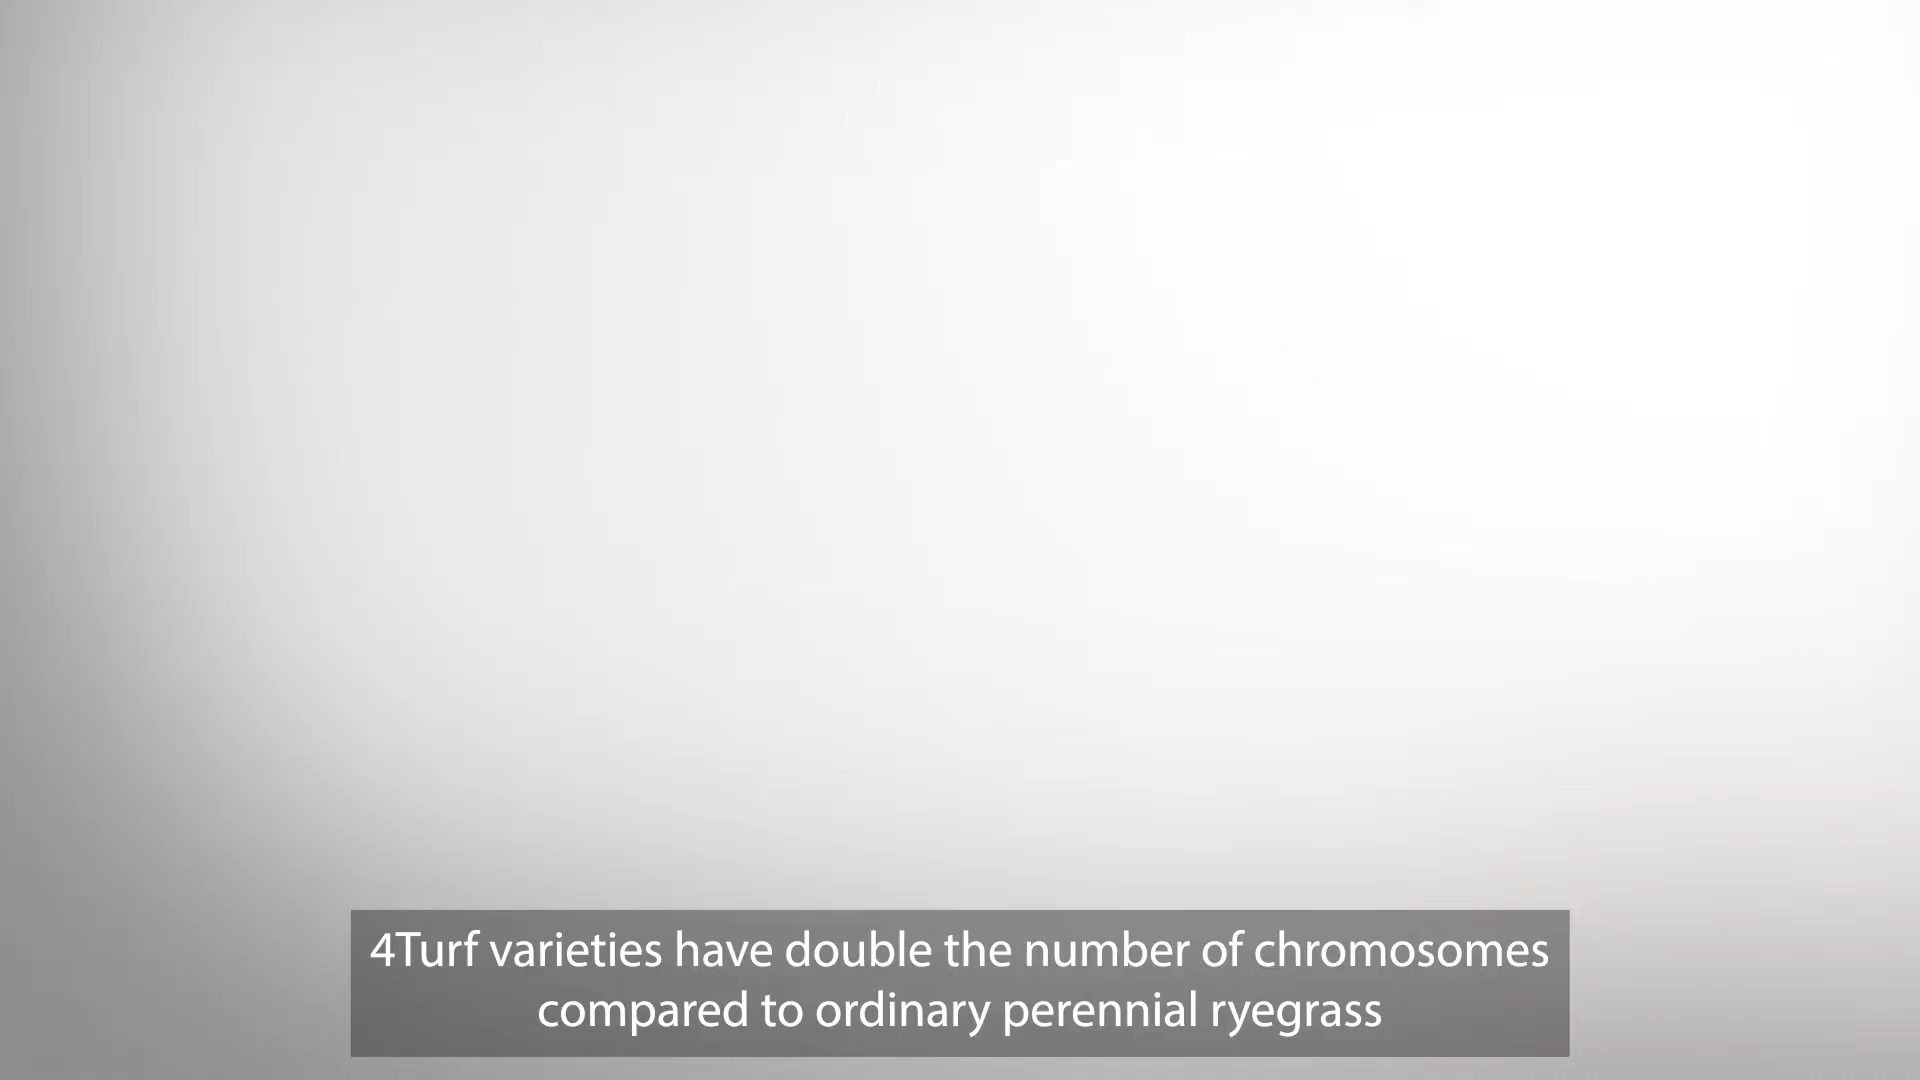 4Turf varieties have double the number of chromosomes
compared to ordinary perennial ryegrass